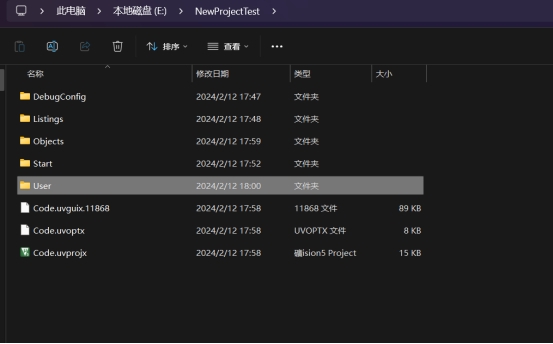 此电脑 > 本地磁盘 (E:) > NewProjectTest >
排序 查看 •••
名称 修改日期 类型 大小
DebugConfig 2024/2/12 17:47 文件夹
Listings 2024/2/12 17:48 文件夹
Objects 2024/2/12 17:59 文件夹
Start 2024/2/12 17:52 文件夹
User 2024/2/12 18:00 文件夹
Code.uvguix.11868 2024/2/12 17:58 11868 文件 89 KB
Code.uvoptx 2024/2/12 17:58 UVOPTX 文件 8 KB
Code.uvprojx 2024/2/12 17:58 礦ision5 Project 15 KB